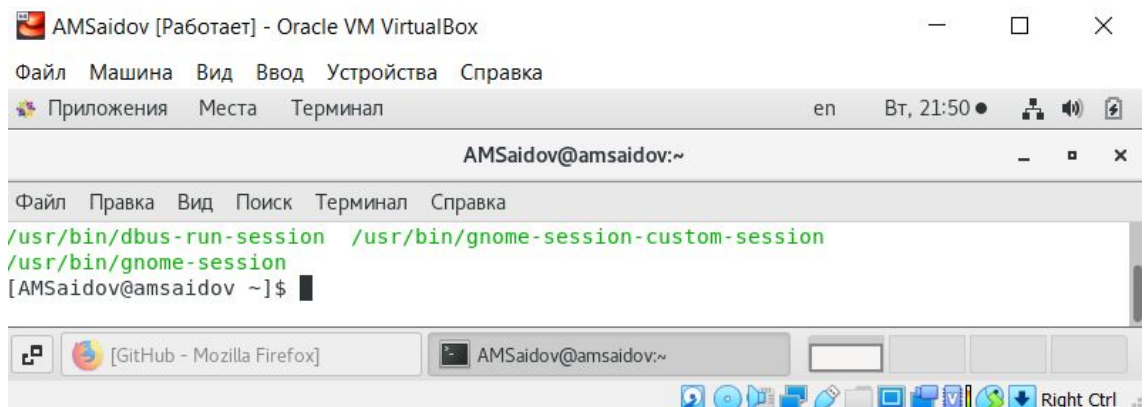 AMSaidov [Работает] - Oracle VM VirtualBox
Файл Машина Вид Ввод Устройства Справка
Приложения Места Терминал en Вт, 21:50
AMSaidov@amsaidov:~
Файл Правка Вид Поиск Терминал Справка
/usr/bin/dbus-run-session /usr/bin/gnome-session-custom-session
/usr/bin/gnome-session
[AMSaidov@amsaidov ~]$
[GitHub - Mozilla Firefox] AMSaidov@amsaidov:~
Right Ctrl